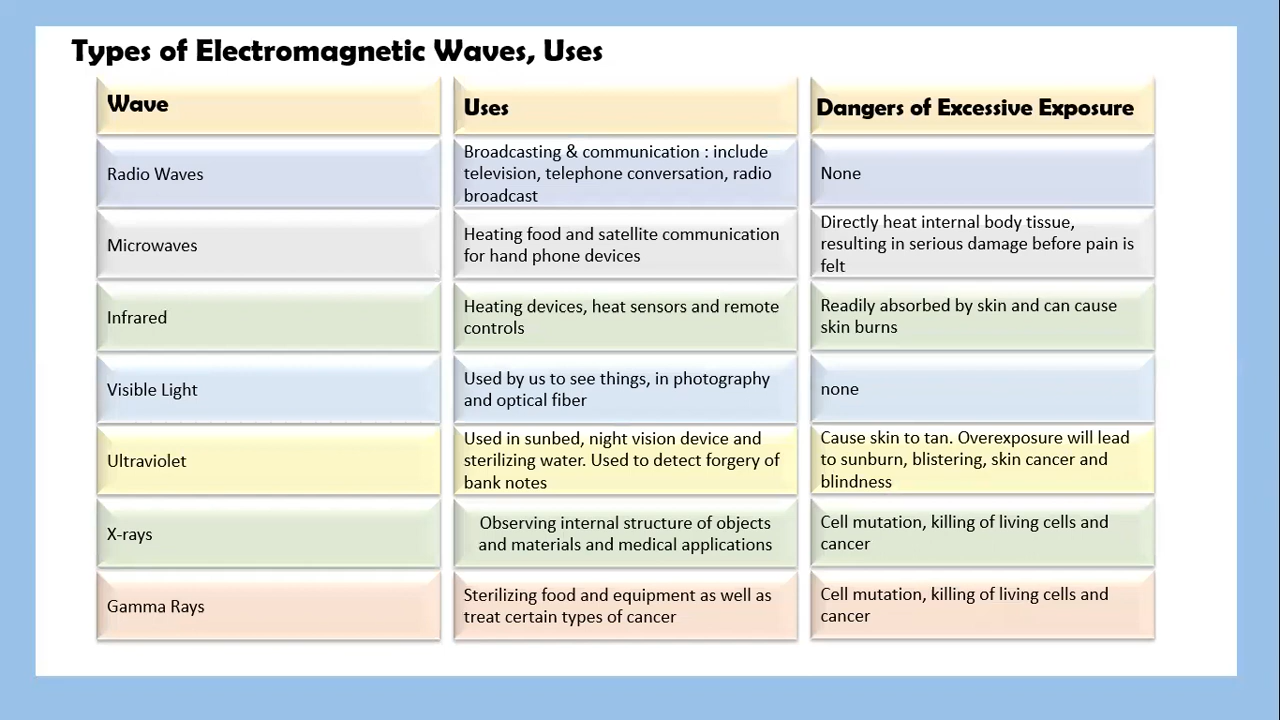 Types of Electromagnetic Waves, Uses
Wave
Uses
Dangers of Excessive Exposure
Radio Waves
Broadcasting & communication : include
television, telephone conversation, radio
broadcast
None
Microwaves
Heating food and satellite communication
for hand phone devices
Directly heat internal body tissue,
resulting in serious damage before pain is
felt
Infrared
Heating devices, heat sensors and remote
controls
Readily absorbed by skin and can cause
skin burns
Visible Light
Used by us to see things, in photography
and optical fiber
none
Ultraviolet
Used in sunbed, night vision device and
sterilizing water. Used to detect forgery of
bank notes
Cause skin to tan. Overexposure will lead
to sunburn, blistering, skin cancer and
blindness
X-rays
Observing internal structure of objects
and materials and medical applications
Cell mutation, killing of living cells and
cancer
Gamma Rays
Sterilizing food and equipment as well as
treat certain types of cancer
Cell mutation, killing of living cells and
cancer